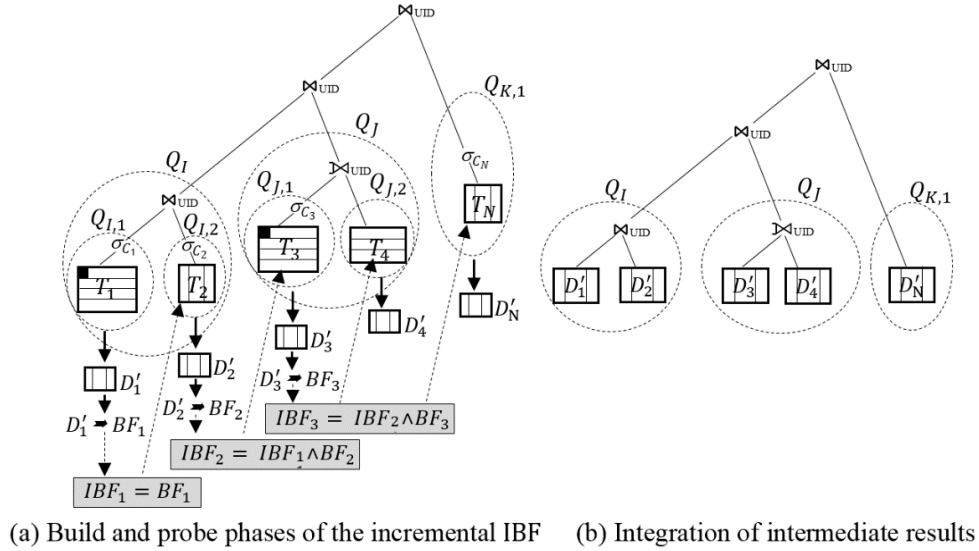 ⋈UID
⋈UID
Q_{K,1}
Q_J
σ_{C_N}
⟕UID
Q_I
Q_{J,1} Q_{J,2}
T_N
⋈UID
σ_{C_3}
Q_{I,1} Q_{I,2}
σ_{C_1} σ_{C_2}
T_3 T_4
T_1 T_2
D′_N
D′_3 D′_4
D′_1 D′_2
D′_3 ➨ BF_3
D′_1 ➨ BF_1 D′_2 ➨ BF_2
IBF_3 = IBF_2∧BF_3
IBF_2 = IBF_1∧BF_2
IBF_1 = BF_1
(a) Build and probe phases of the incremental IBF
⋈UID
⋈UID
Q_I Q_J Q_{K,1}
⋈UID ⟕UID
D′_1 D′_2 D′_3 D′_4 D′_N
(b) Integration of intermediate results